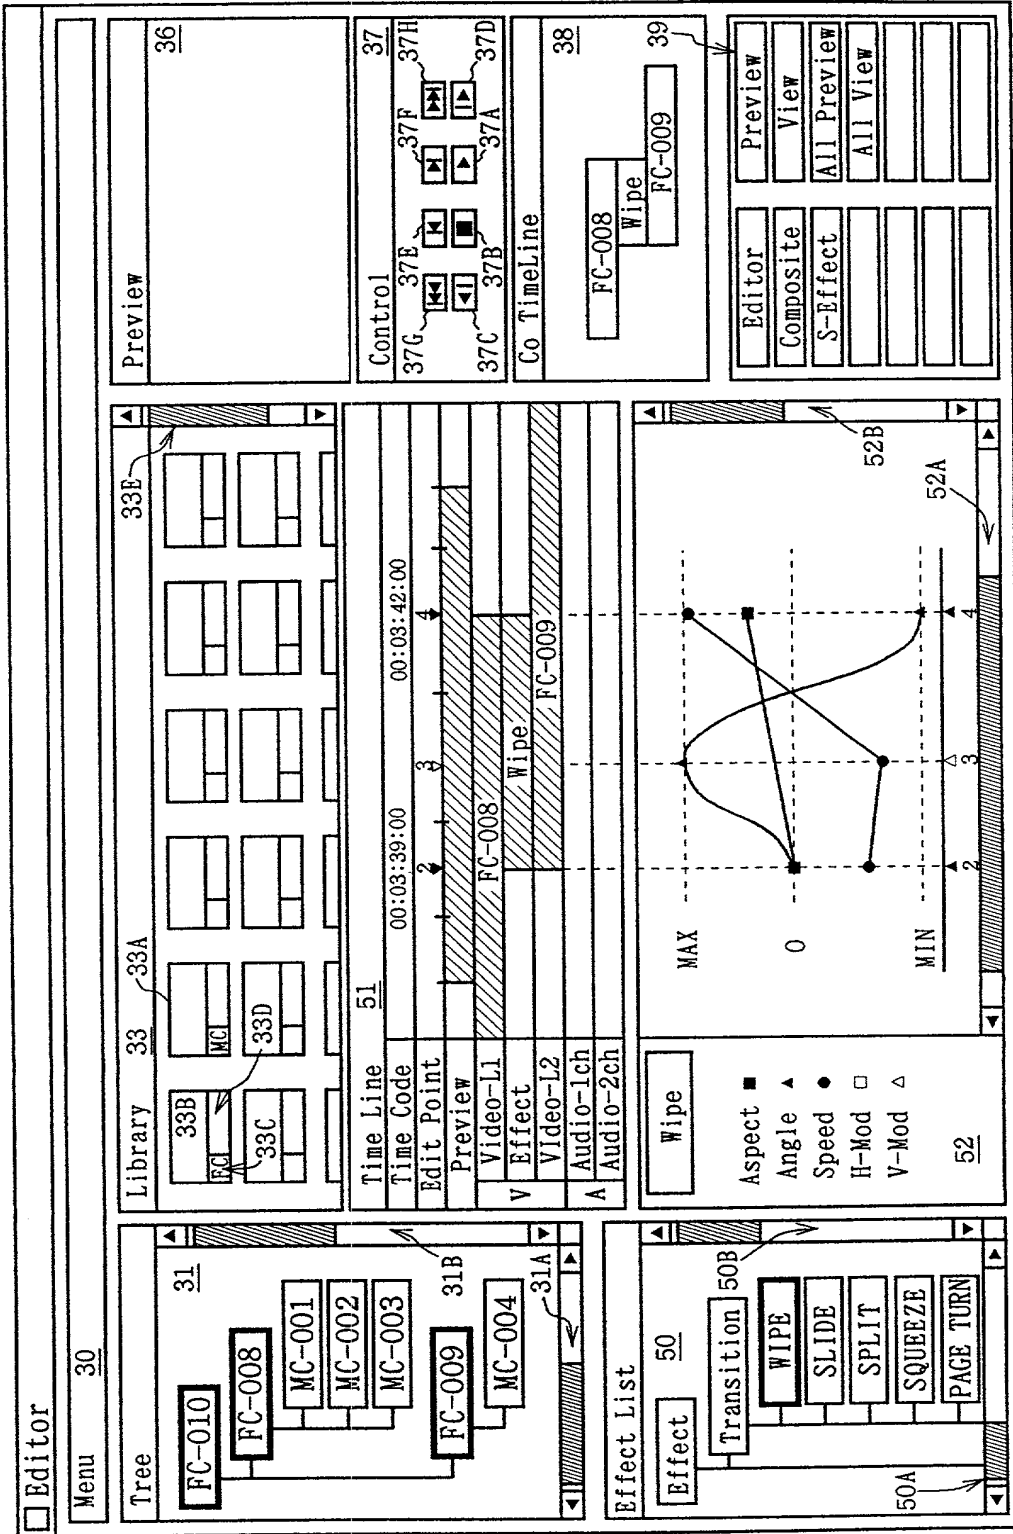 Editor
Menu 30
Tree
31
FC-010
FC-008
MC-001
MC-002
MC-003
FC-009
MC-004
31B
31A
Effect List
50
Effect
Transition
WIPE
SLIDE
SPLIT
SQUEEZE
PAGE TURN
50B
50A
Library 33
33A
33B
33C
33D
33E
FC
MC
Time Line 51
Time Code 00:03:39:00 00:03:42:00
Edit Point 2 3 4
Preview
V
Video-L1 FC-008
Effect Wipe
VIdeo-L2 FC-009
A
Audio-1ch
Audio-2ch
Wipe
Aspect
Angle
Speed
H-Mod
V-Mod
52
MAX
0
MIN
2 3 4
52B
52A
Preview
36
Control 37
37G 37E 37F 37H
37C 37B 37A 37D
Co TimeLine 38
FC-008
Wipe
FC-009
39
Editor Preview
Composite View
S-Effect All Preview
All View